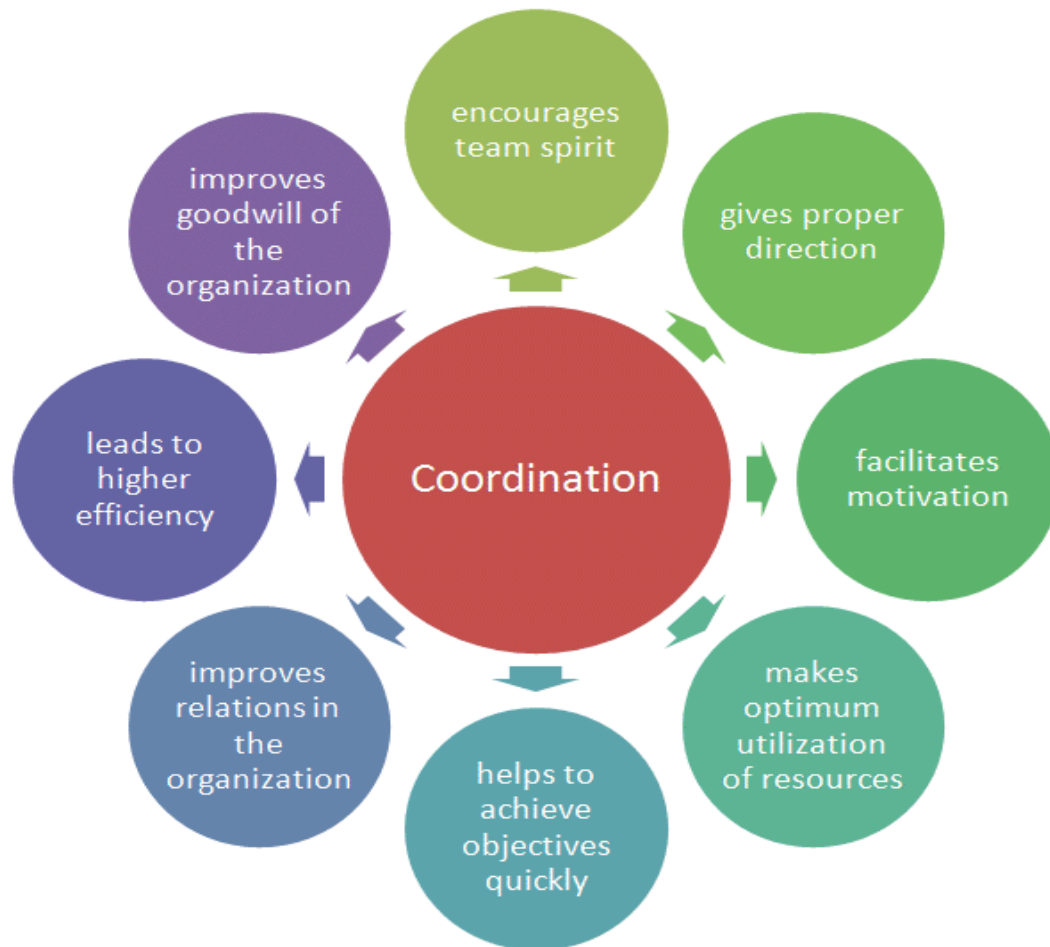 encourages
team spirit
gives proper
direction
facilitates
motivation
makes
optimum
utilization
of resources
helps to
achieve
objectives
quickly
improves
relations in
the
organization
leads to
higher
efficiency
improves
goodwill of
the
organization
Coordination